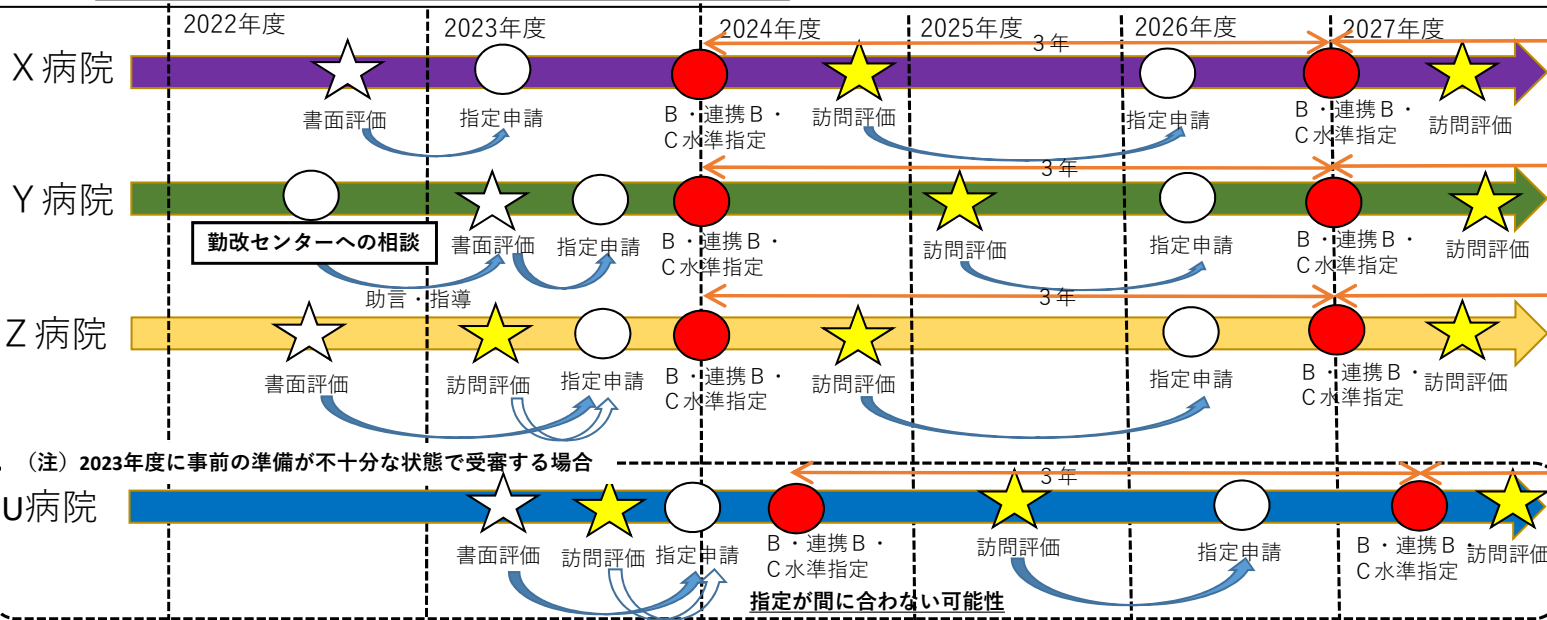 2022年度
2023年度
2024年度
2025年度
2026年度
2027年度
3年
X病院
書面評価
指定申請
B・連携B・
C水準指定
訪問評価
指定申請
B・連携B・
C水準指定
訪問評価
3年
Y病院
勤改センターへの相談
書面評価
指定申請
B・連携B・
C水準指定
訪問評価
指定申請
B・連携B・
C水準指定
訪問評価
助言・指導
3年
Z病院
書面評価
訪問評価
指定申請
B・連携B・
C水準指定
訪問評価
指定申請
B・連携B・
C水準指定
訪問評価
(注)2023年度に事前の準備が不十分な状態で受審する場合
3年
U病院
書面評価
訪問評価
指定申請
B・連携B・
C水準指定
訪問評価
指定申請
B・連携B・
C水準指定
訪問評価
指定が間に合わない可能性